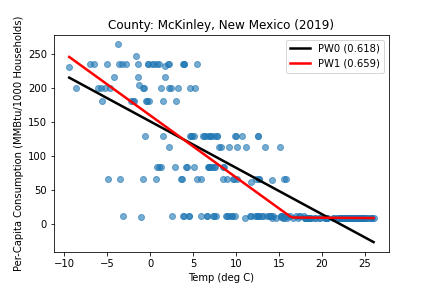 County: McKinley, New Mexico (2019)
PW0 (0.618)
PW1 (0.659)
Per-Capita Consumption (MMBtu/1000 Households)
250
200
150
100
50
0
−10
−5
0
5
10
15
20
25
Temp (deg C)